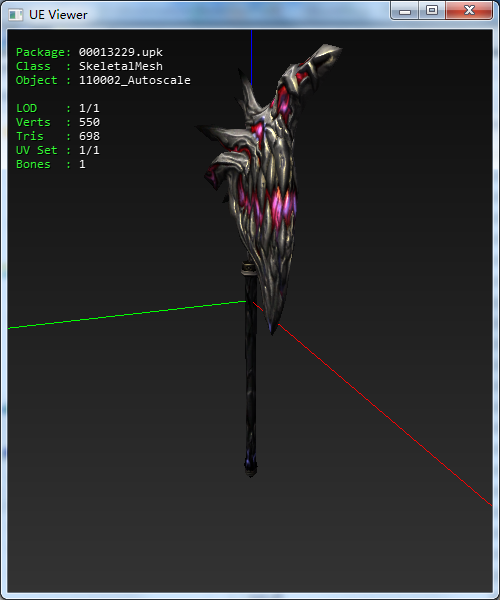 UE Viewer
Package: 00013229.upk
Class  : SkeletalMesh
Object : 110002_Autoscale
LOD    : 1/1
Verts  : 550
Tris   : 698
UV Set : 1/1
Bones  : 1